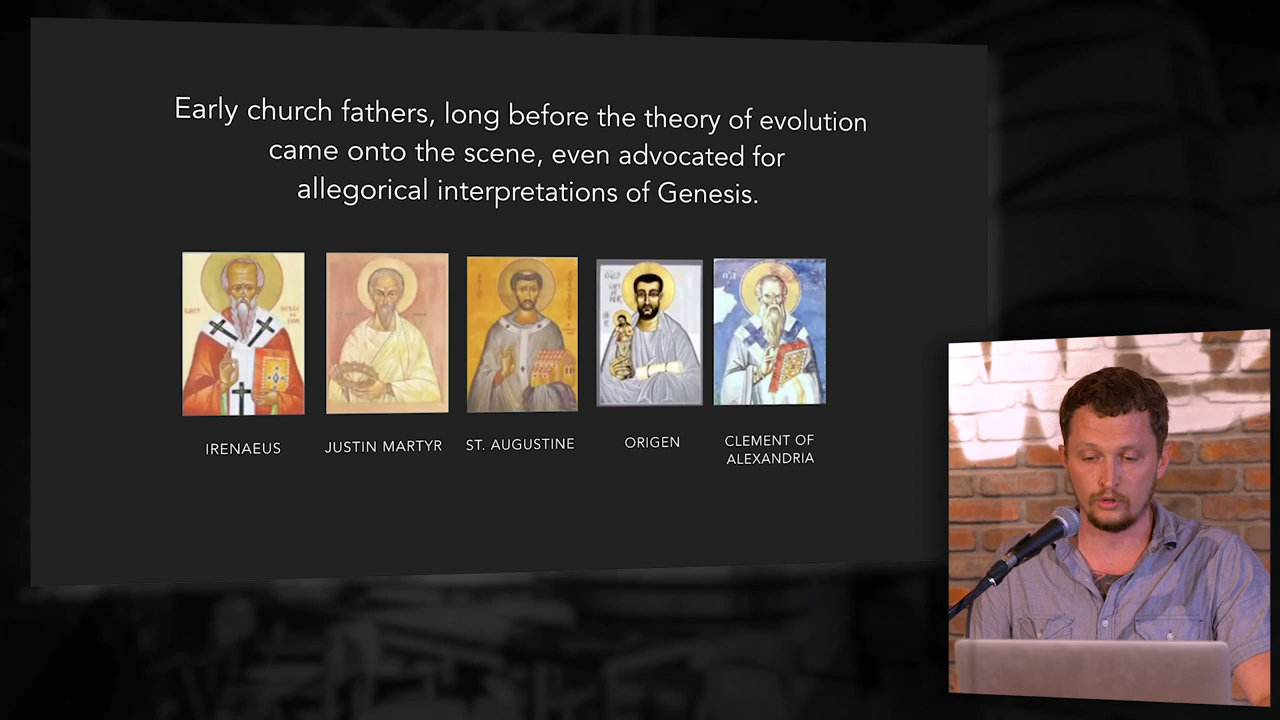 Early church fathers, long before the theory of evolution
came onto the scene, even advocated for
allegorical interpretations of Genesis.
IRENAEUS
JUSTIN MARTYR
ST. AUGUSTINE
ORIGEN
CLEMENT OF
ALEXANDRIA